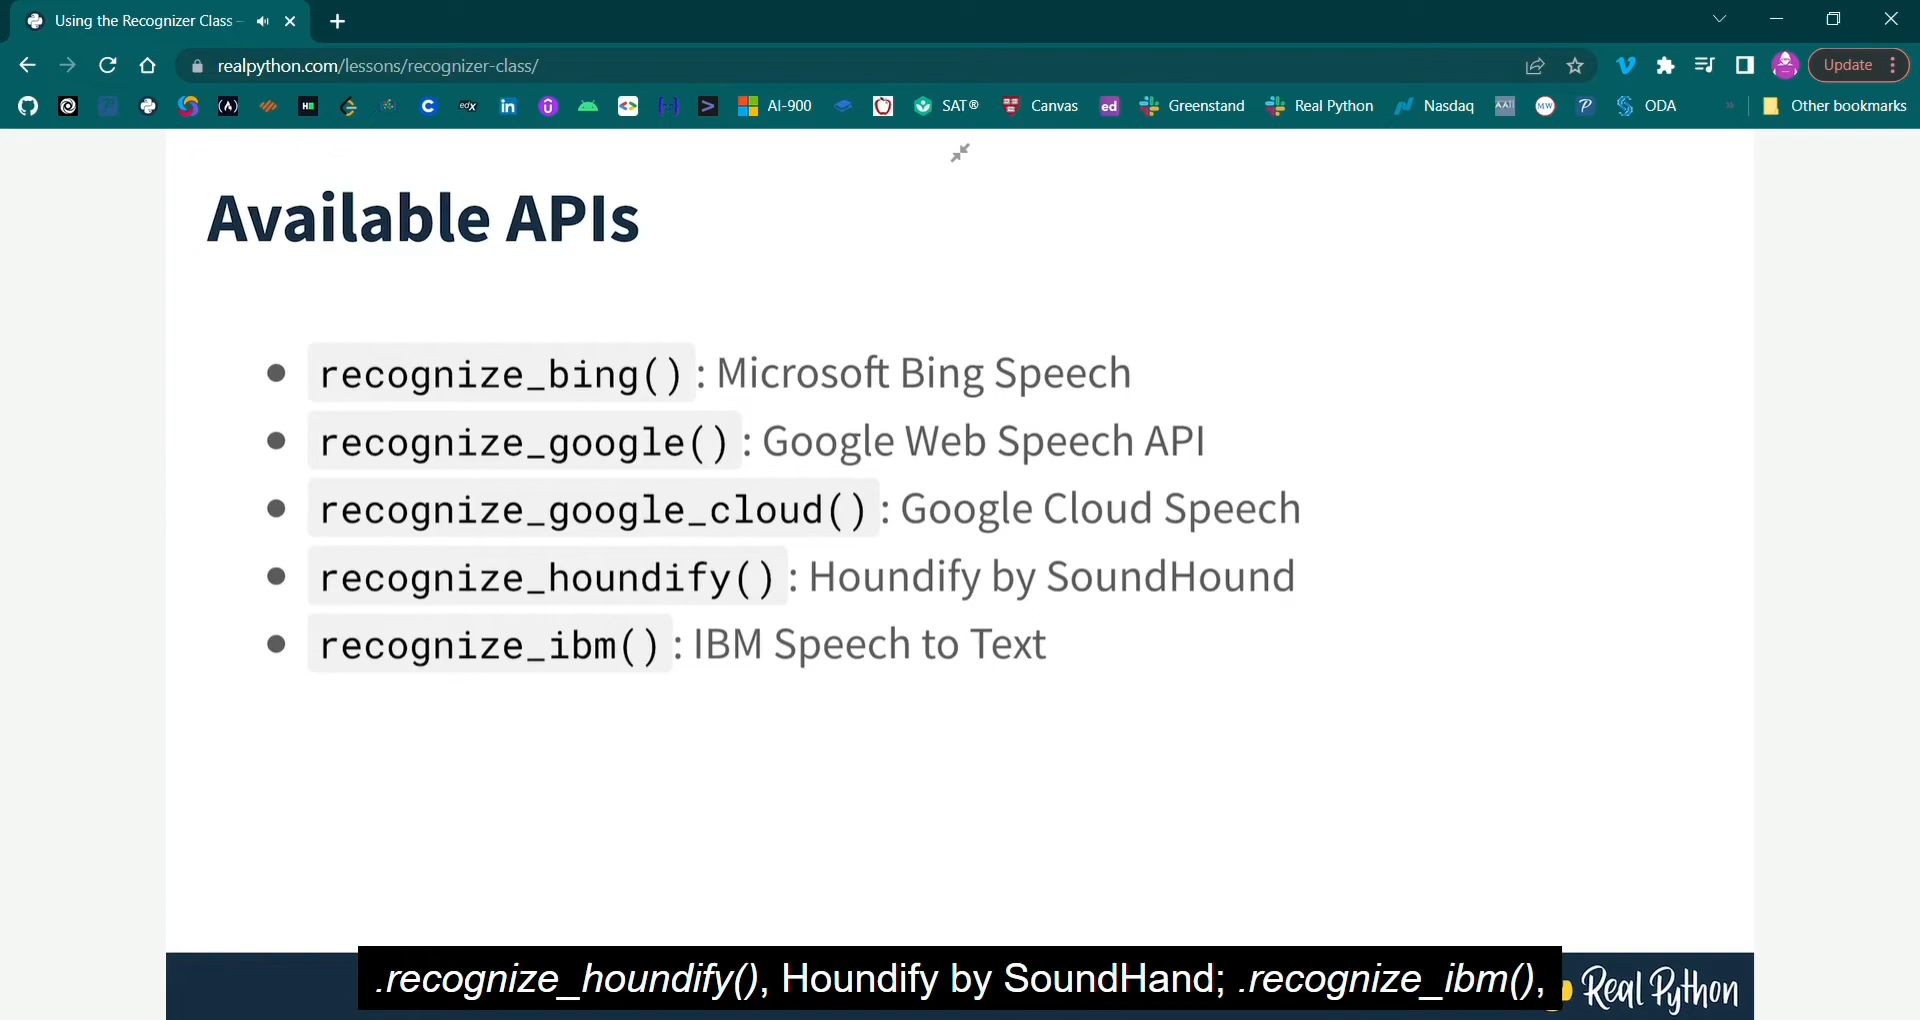 Using the Recognizer Class –
realpython.com/lessons/recognizer-class/
Update
AI-900
SAT®
Canvas
ed
Greenstand
Real Python
Nasdaq
ODA
Other bookmarks
Available APIs
recognize_bing() : Microsoft Bing Speech
recognize_google() : Google Web Speech API
recognize_google_cloud() : Google Cloud Speech
recognize_houndify() : Houndify by SoundHound
recognize_ibm() : IBM Speech to Text
.recognize_houndify(), Houndify by SoundHand; .recognize_ibm(),
Real Python